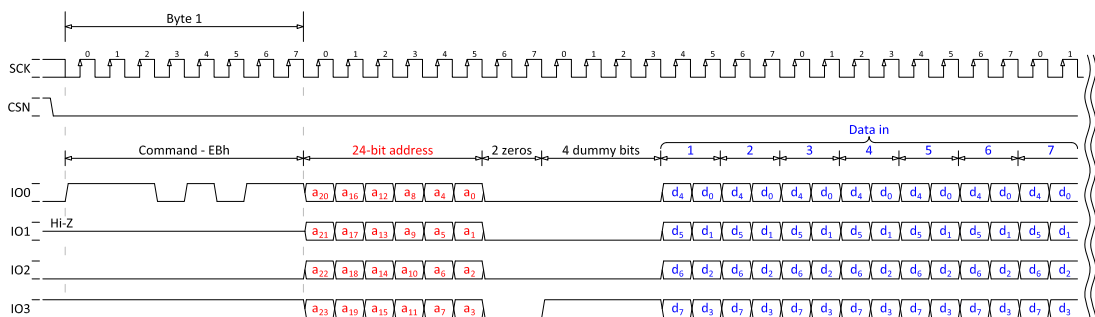 Byte 1
0 1 2 3 4 5 6 7 0 1 2 3 4 5 6 7 0 1 2 3 4 5 6 7 0 1 2 3 4 5 6 7 0 1
SCK
CSN
Data in
Command - EBh 24-bit address 2 zeros 4 dummy bits 1 2 3 4 5 6 7
IO0 a20 a16 a12 a8 a4 a0 d4 d0 d4 d0 d4 d0 d4 d0 d4 d0 d4 d0 d4 d0
Hi-Z
IO1 a21 a17 a13 a9 a5 a1 d5 d1 d5 d1 d5 d1 d5 d1 d5 d1 d5 d1 d5 d1
IO2 a22 a18 a14 a10 a6 a2 d6 d2 d6 d2 d6 d2 d6 d2 d6 d2 d6 d2 d6 d2
IO3 a23 a19 a15 a11 a7 a3 d7 d3 d7 d3 d7 d3 d7 d3 d7 d3 d7 d3 d7 d3